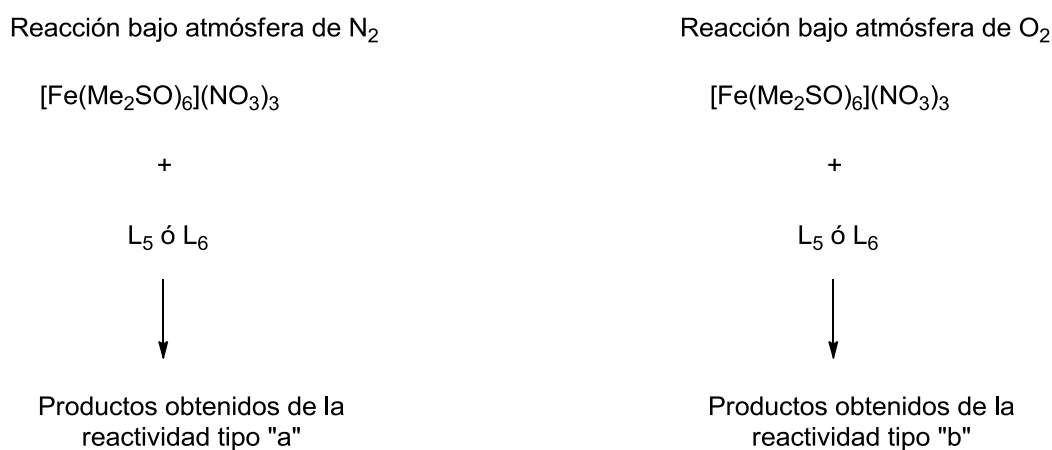 Reacción bajo atmósfera de N₂
[Fe(Me₂SO)₆](NO₃)₃
+
L₅ ó L₆
Productos obtenidos de la
reactividad tipo "a"
Reacción bajo atmósfera de O₂
[Fe(Me₂SO)₆](NO₃)₃
+
L₅ ó L₆
Productos obtenidos de la
reactividad tipo "b"